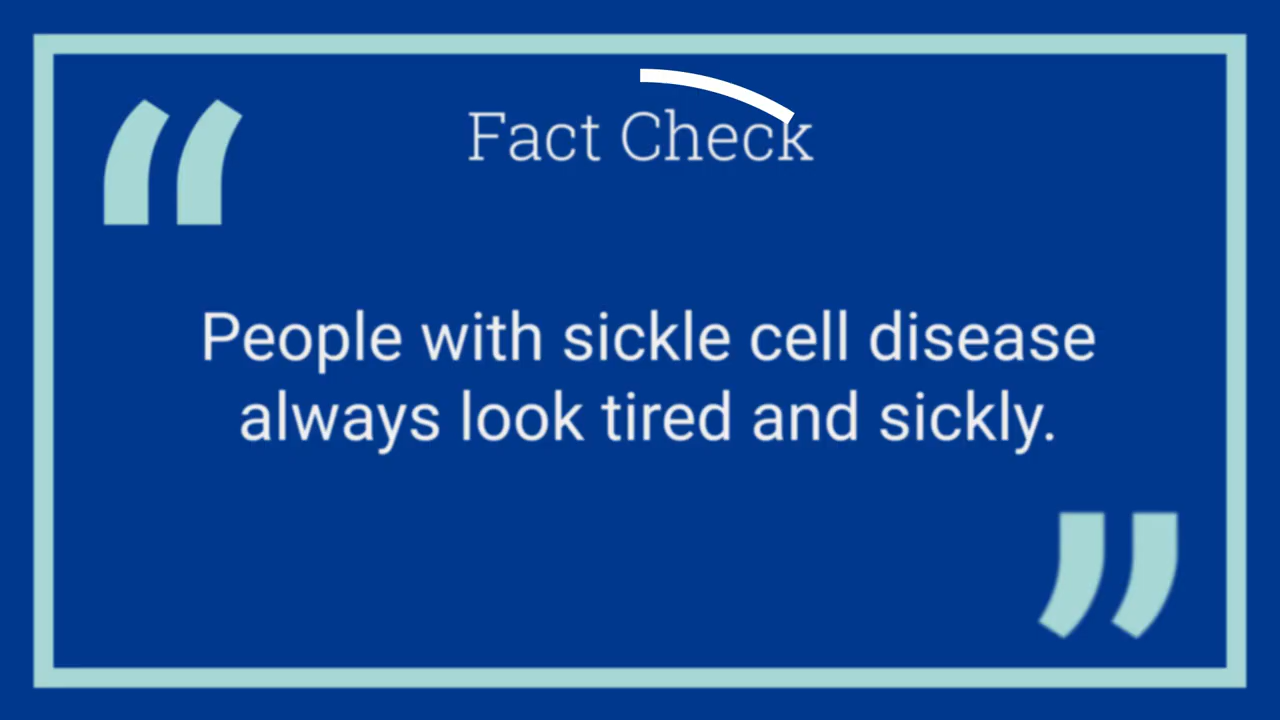 Fact Check
“
People with sickle cell disease
always look tired and sickly.
”